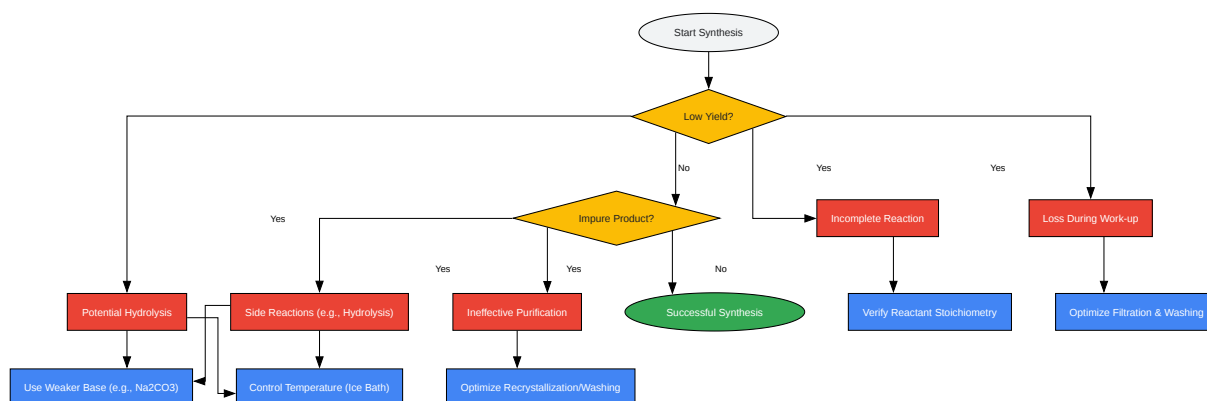 Start Synthesis
Low Yield?
No
Yes
Yes
Impure Product?
Incomplete Reaction
Loss During Work-up
Yes
Yes
Yes
No
Potential Hydrolysis
Side Reactions (e.g., Hydrolysis)
Ineffective Purification
Successful Synthesis
Verify Reactant Stoichiometry
Optimize Filtration & Washing
Use Weaker Base (e.g., Na2CO3)
Control Temperature (Ice Bath)
Optimize Recrystallization/Washing